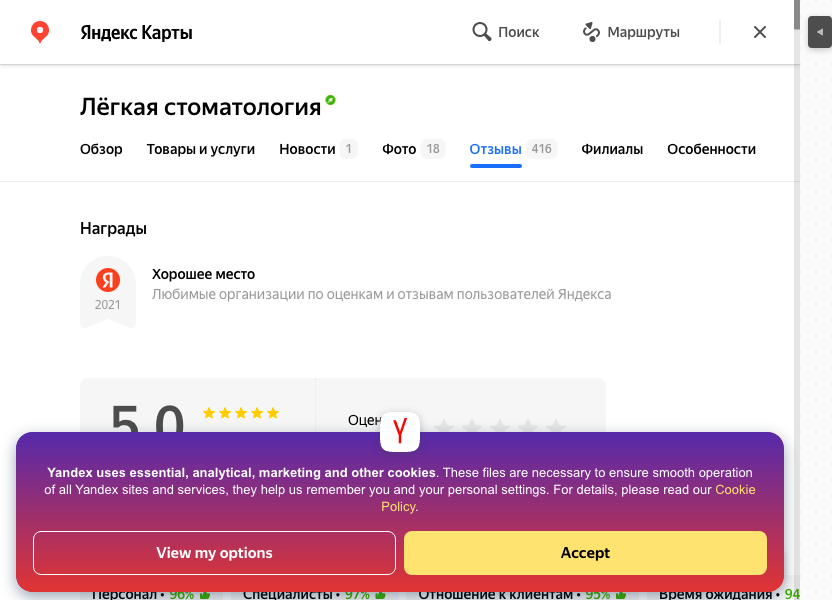 Яндекс Карты
Поиск
Маршруты
Лёгкая стоматология
Обзор
Товары и услуги
Новости 1
Фото 18
Отзывы 416
Филиалы
Особенности
Награды
Я
2021
Хорошее место
Любимые организации по оценкам и отзывам пользователей Яндекса
5,0
Y
Yandex uses essential, analytical, marketing and other cookies. These files are necessary to ensure smooth operation
of all Yandex sites and services, they help us remember you and your personal settings. For details, please read our Cookie
Policy.
View my options
Accept
Персонал • 96%
Специалисты • 97%
Отношение к клиентам • 95%
Время ожидания • 94